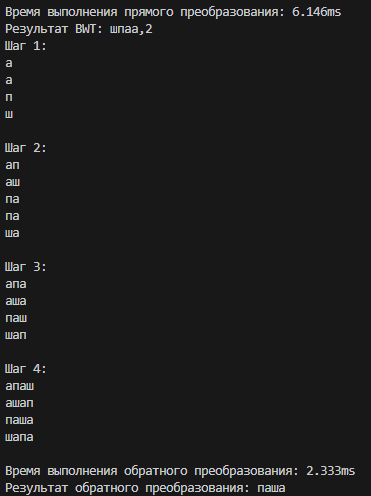 Время выполнения прямого преобразования: 6.146ms
Результат BWT: шпаа,2
Шаг 1:
а
а
п
ш
Шаг 2:
ап
аш
па
па
ша
Шаг 3:
апа
аша
паш
шап
Шаг 4:
апаш
ашап
паша
шапа
Время выполнения обратного преобразования: 2.333ms
Результат обратного преобразования: паша